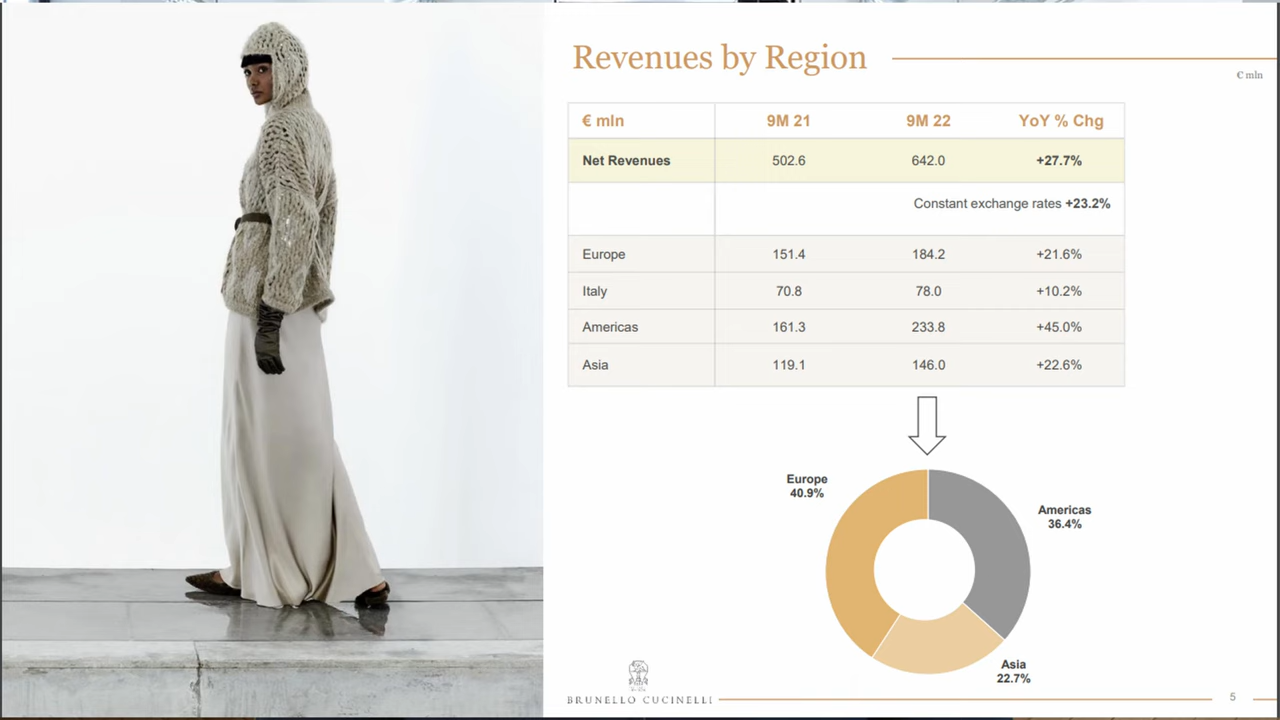 Revenues by Region
€ mln
€ mln 9M 21 9M 22 YoY % Chg
Net Revenues 502.6 642.0 +27.7%
Constant exchange rates +23.2%
Europe 151.4 184.2 +21.6%
Italy 70.8 78.0 +10.2%
Americas 161.3 233.8 +45.0%
Asia 119.1 146.0 +22.6%
Europe
40.9%
Americas
36.4%
Asia
22.7%
BRUNELLO CUCINELLI
5